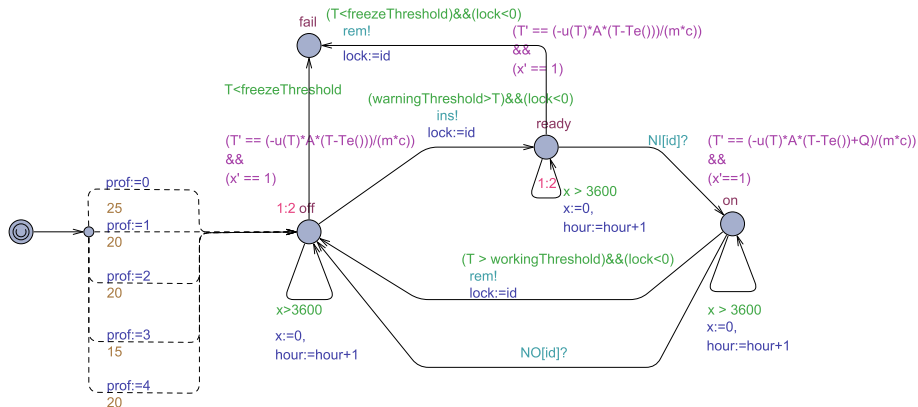 fail
(T<freezeThreshold)&&(lock<0)
rem!
lock:=id
(T' == (-u(T)*A*(T-Te()))/(m*c))
&&
(x' == 1)
T<freezeThreshold
(warningThreshold>T)&&(lock<0)
ins!
lock:=id
ready
(T' == (-u(T)*A*(T-Te()))/(m*c))
&&
(x' == 1)
NI[id]?
(T' == (-u(T)*A*(T-Te())+Q)/(m*c))
&&
(x'==1)
1:2
x > 3600
x:=0,
hour:=hour+1
prof:=0
25
prof:=1
20
prof:=2
20
prof:=3
15
prof:=4
20
1:2 off
on
(T > workingThreshold)&&(lock<0)
rem!
lock:=id
x>3600
x:=0,
hour:=hour+1
x > 3600
x:=0,
hour:=hour+1
NO[id]?